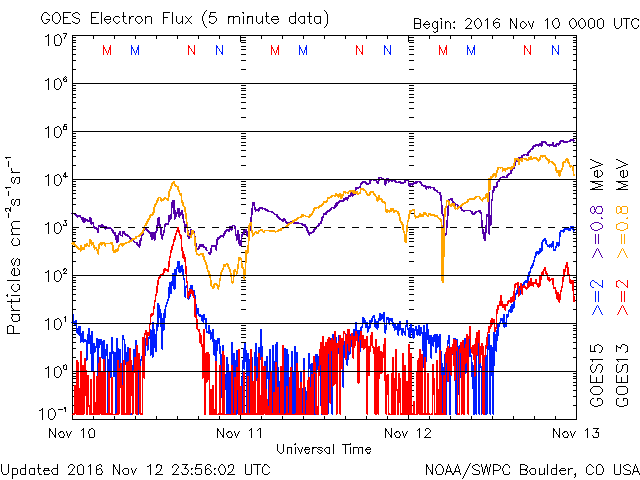 GOES Electron Flux (5 minute data)
Begin: 2016 Nov 10 0000 UTC
10⁷
M M N N M M N N M M N N
10⁶
10⁵
10⁴
10³
10²
10¹
10⁰
10⁻¹
Particles cm⁻²s⁻¹sr⁻¹
Nov 10 Nov 11 Nov 12 Nov 13
Universal Time
GOES15 >=2 >=0.8 MeV
GOES13 >=2 >=0.8 MeV
Updated 2016 Nov 12 23:56:02 UTC
NOAA/SWPC Boulder, CO USA